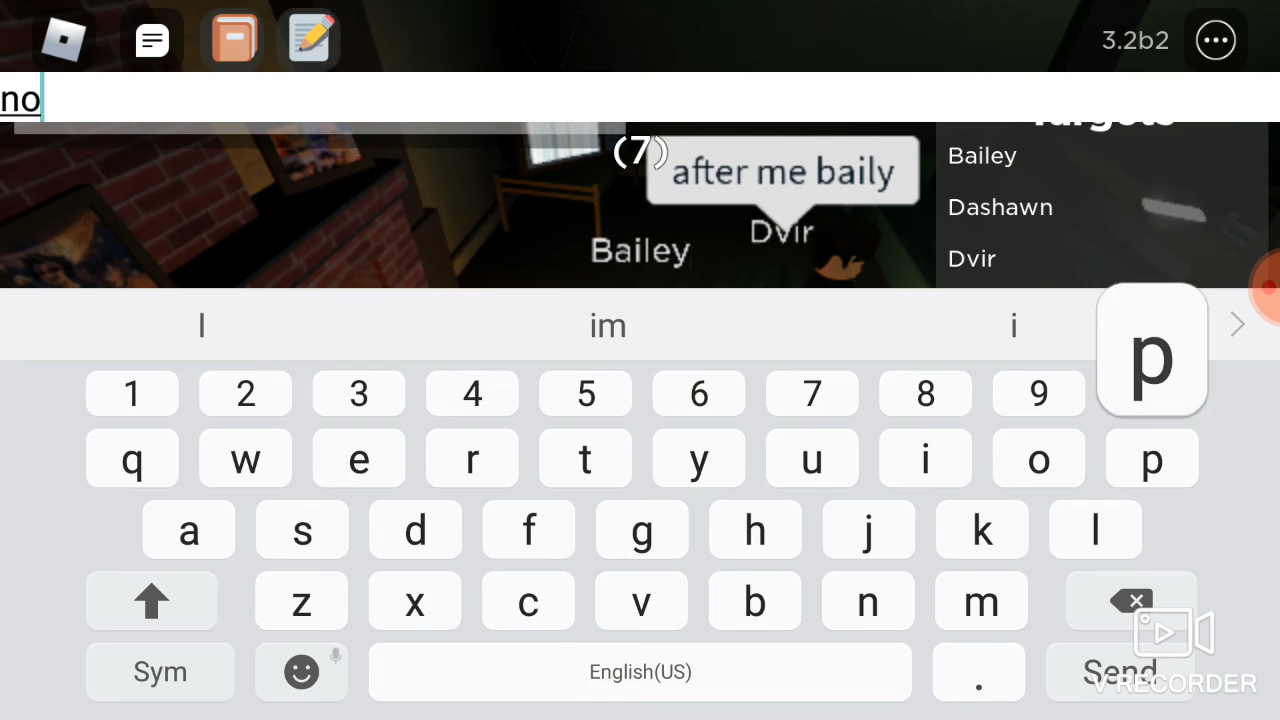 3.2b2
no
(7)
after me baily
Targets
Bailey
Dvir
Bailey
Dashawn
Dvir
I im i
p
1 2 3 4 5 6 7 8 9
q w e r t y u i o p
a s d f g h j k l
z x c v b n m
Sym English(US) . Send
V RECORDER